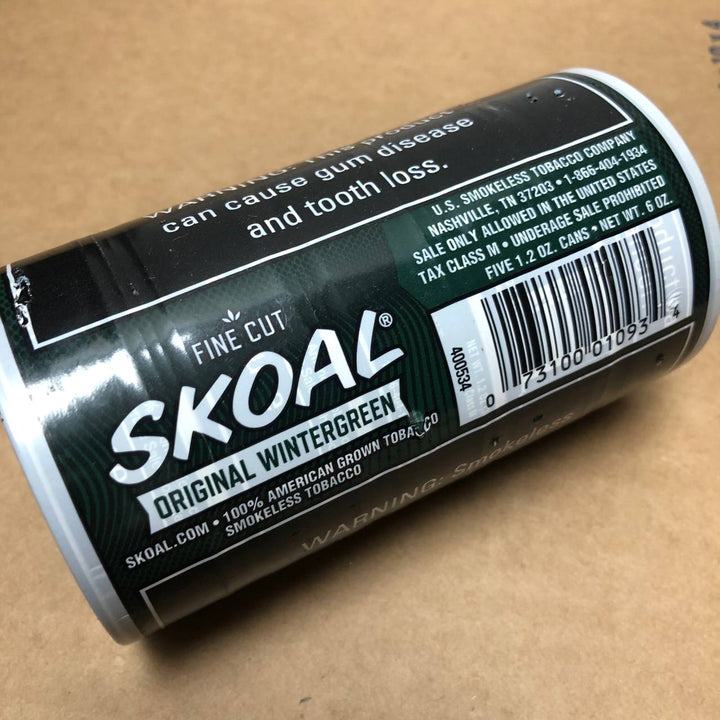 WARNING: This product
can cause gum disease
and tooth loss.
U.S. SMOKELESS TOBACCO COMPANY
NASHVILLE, TN 37203 • 1-866-404-1934
SALE ONLY ALLOWED IN THE UNITED STATES
TAX CLASS M • UNDERAGE SALE PROHIBITED
FIVE 1.2 OZ. CANS • NET WT. 6 OZ.
FINE CUT
SKOAL®
ORIGINAL WINTERGREEN
SKOAL.COM • 100% AMERICAN GROWN TOBACCO
SMOKELESS TOBACCO
400534
0 73100 01093 4
WARNING: Smokeless